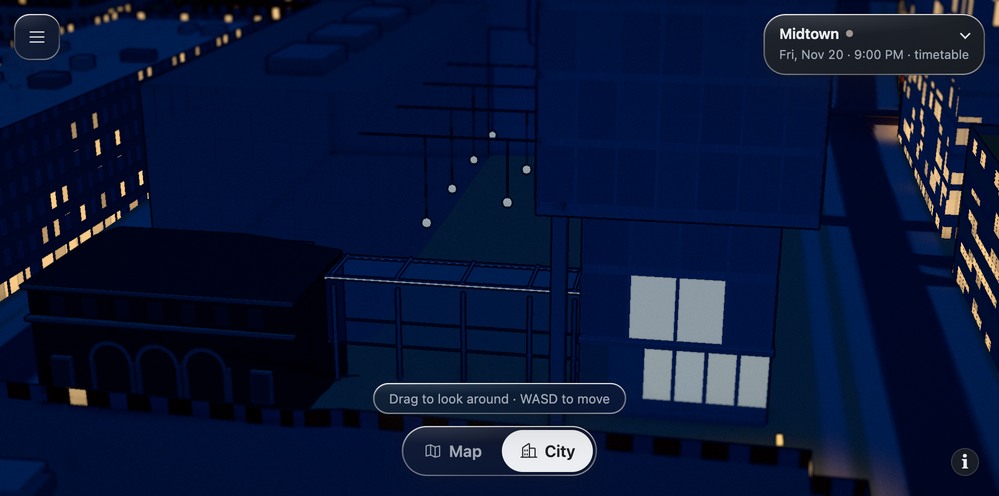 Midtown
Fri, Nov 20 · 9:00 PM · timetable
Drag to look around · WASD to move
Map
City
i